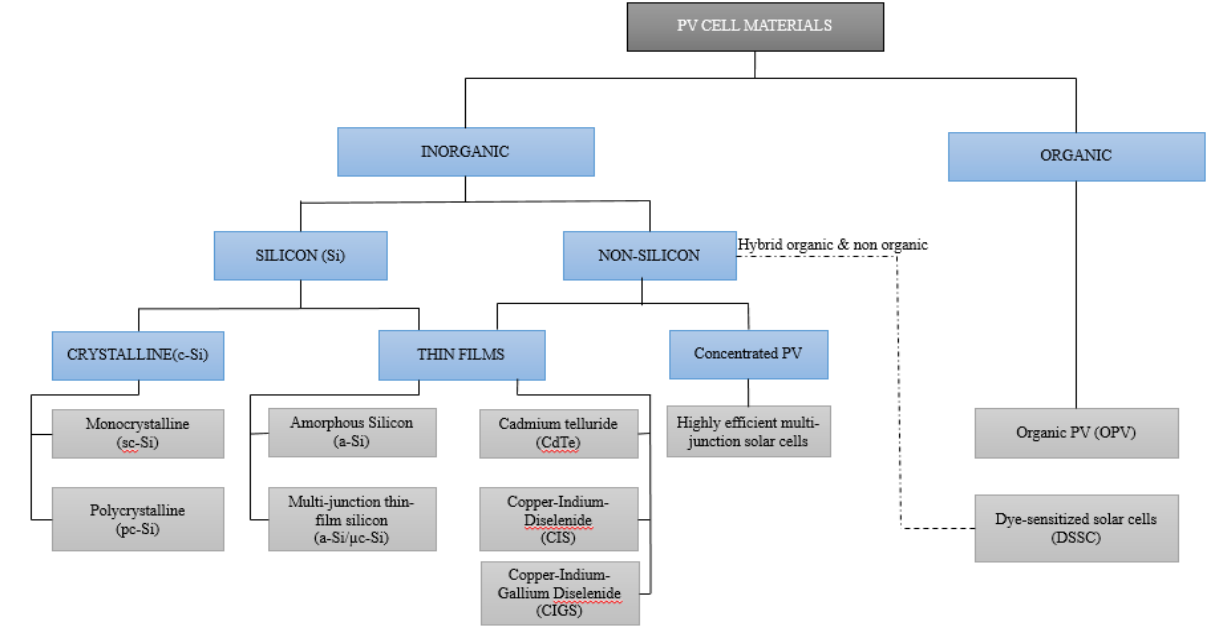 PV CELL MATERIALS
INORGANIC
ORGANIC
SILICON (Si)
NON-SILICON
Hybrid organic & non organic
CRYSTALLINE(c-Si)
THIN FILMS
Concentrated PV
Monocrystalline
(sc-Si)
Polycrystalline
(pc-Si)
Amorphous Silicon
(a-Si)
Multi-junction thin-
film silicon
(a-Si/µc-Si)
Cadmium telluride
(CdTe)
Copper-Indium-
Diselenide
(CIS)
Copper-Indium-
Gallium Diselenide
(CIGS)
Highly efficient multi-
junction solar cells
Organic PV (OPV)
Dye-sensitized solar cells
(DSSC)